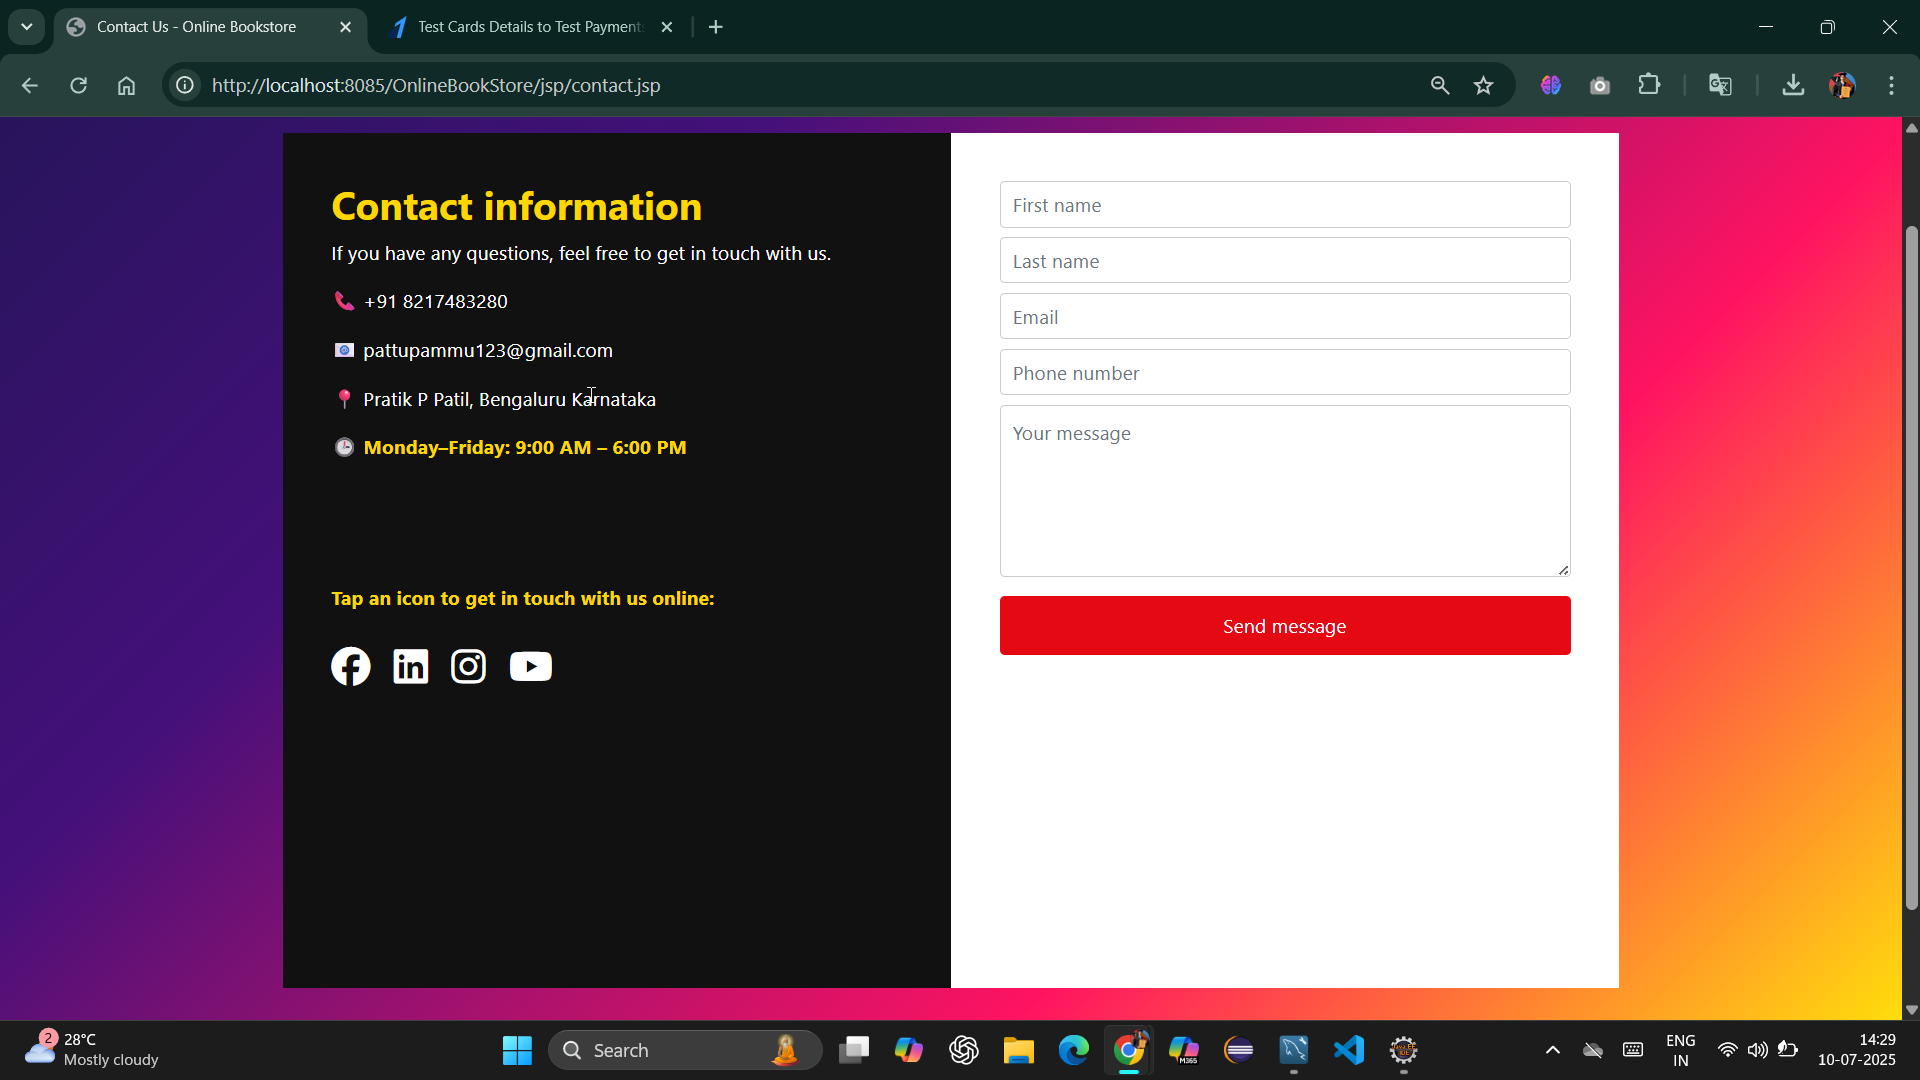 Contact Us - Online Bookstore
Test Cards Details to Test Payment
http://localhost:8085/OnlineBookStore/jsp/contact.jsp
Contact information
If you have any questions, feel free to get in touch with us.
+91 8217483280
pattupammu123@gmail.com
Pratik P Patil, Bengaluru Karnataka
Monday–Friday: 9:00 AM – 6:00 PM
Tap an icon to get in touch with us online:
First name
Last name
Email
Phone number
Your message
Send message
2
28°C
Mostly cloudy
Search
M365
ENG
IN
14:29
10-07-2025